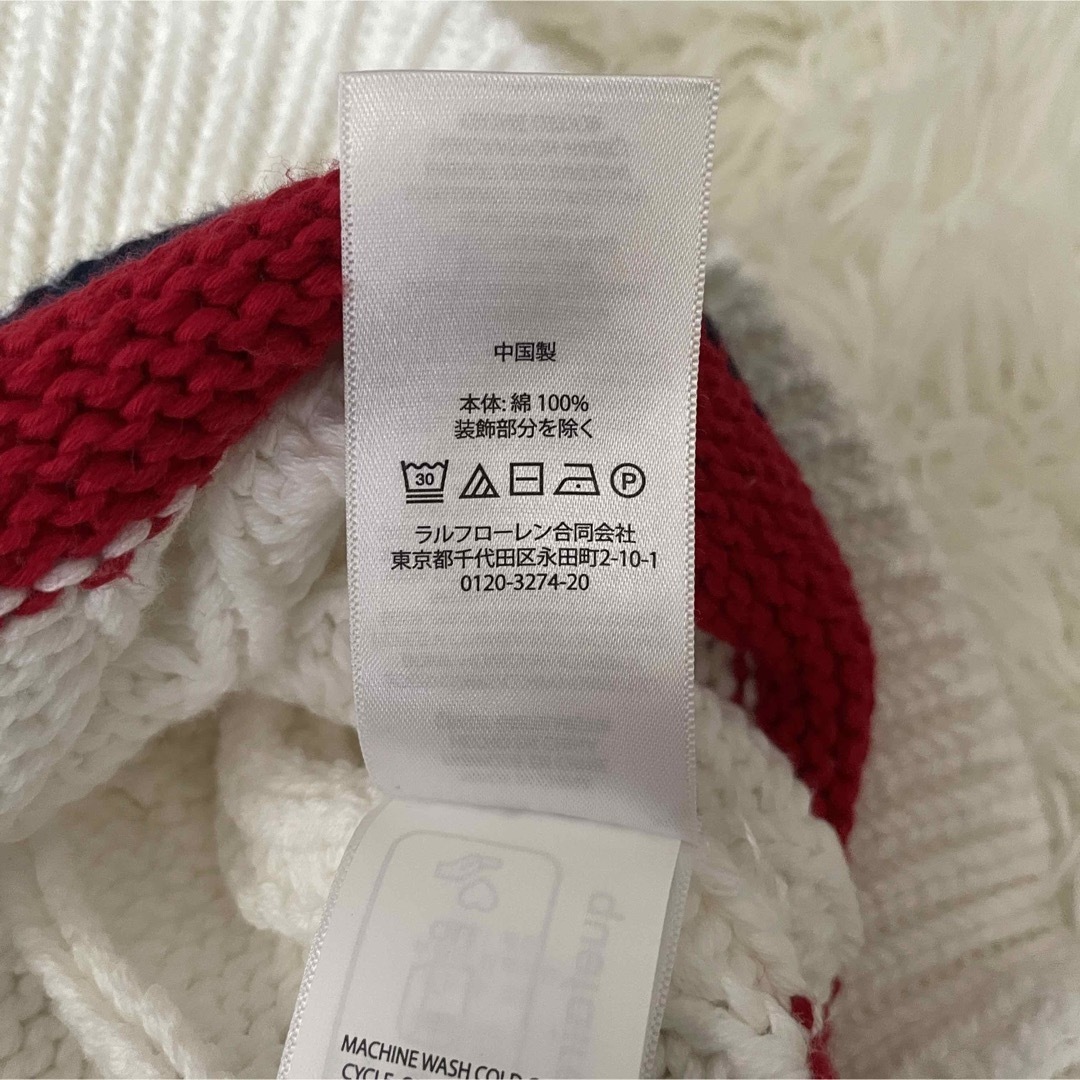 中国製
本体: 綿 100%
装飾部分を除く
30 P
ラルフローレン合同会社
東京都千代田区永田町2-10-1
0120-3274-20
MACHINE WASH COLD
CYCLE